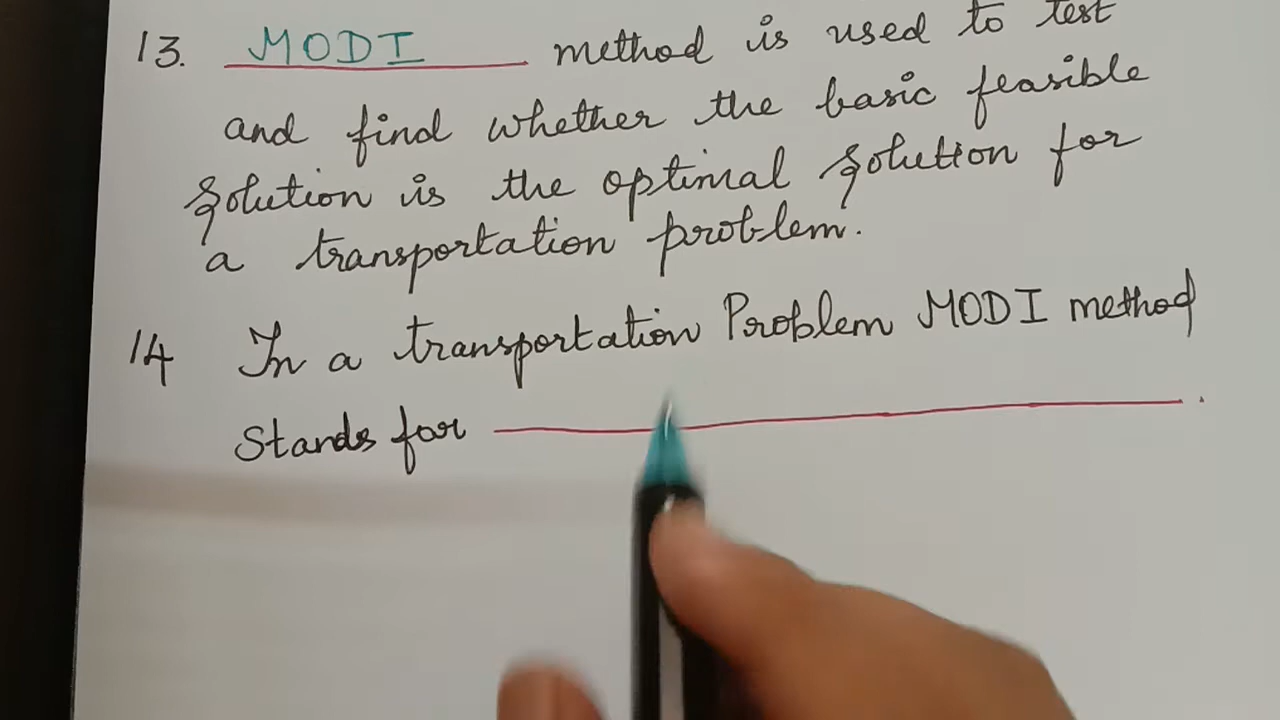 13. MODI method is used to test
and find whether the basic feasible
solution is the optimal solution for
a transportation problem.
14 In a transportation Problem MODI method
Stands for .